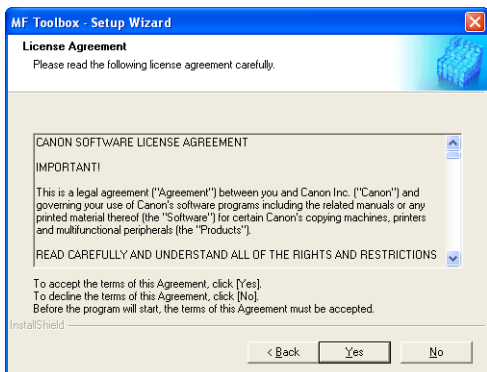 MF Toolbox - Setup Wizard
License Agreement
Please read the following license agreement carefully.
CANON SOFTWARE LICENSE AGREEMENT
IMPORTANT!
This is a legal agreement ("Agreement") between you and Canon Inc. ("Canon") and
governing your use of Canon's software programs including the related manuals or any
printed material thereof (the "Software") for certain Canon's copying machines, printers
and multifunctional peripherals (the "Products").
READ CAREFULLY AND UNDERSTAND ALL OF THE RIGHTS AND RESTRICTIONS
To accept the terms of this Agreement, click [Yes].
To decline the terms of this Agreement, click [No].
Before the program will start, the terms of this Agreement must be accepted.
InstallShield
< Back Yes No